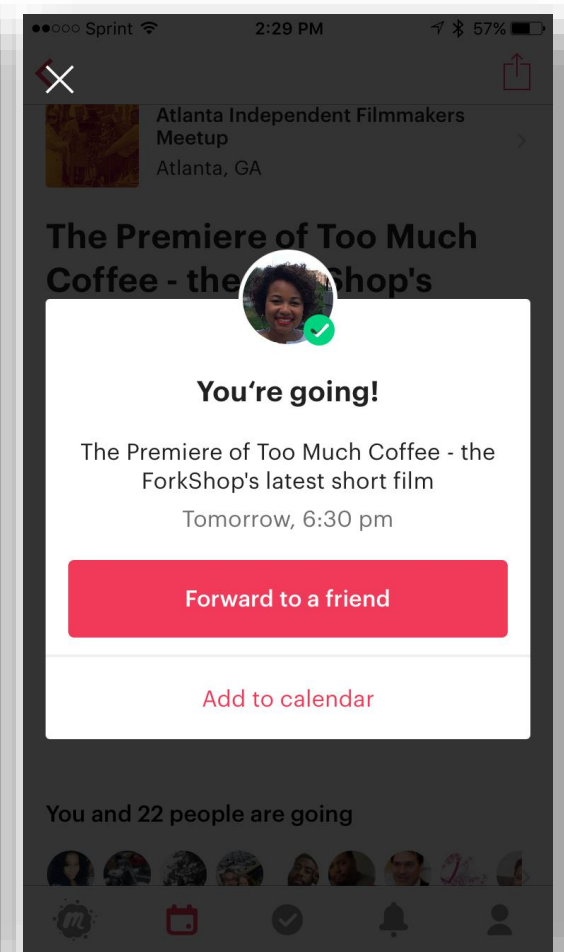 Sprint 2:29 PM 57%
Atlanta Independent Filmmakers
Meetup
Atlanta, GA
The Premiere of Too Much
Coffee - the Shop's
You're going!
The Premiere of Too Much Coffee - the
ForkShop's latest short film
Tomorrow, 6:30 pm
Forward to a friend
Add to calendar
You and 22 people are going
m